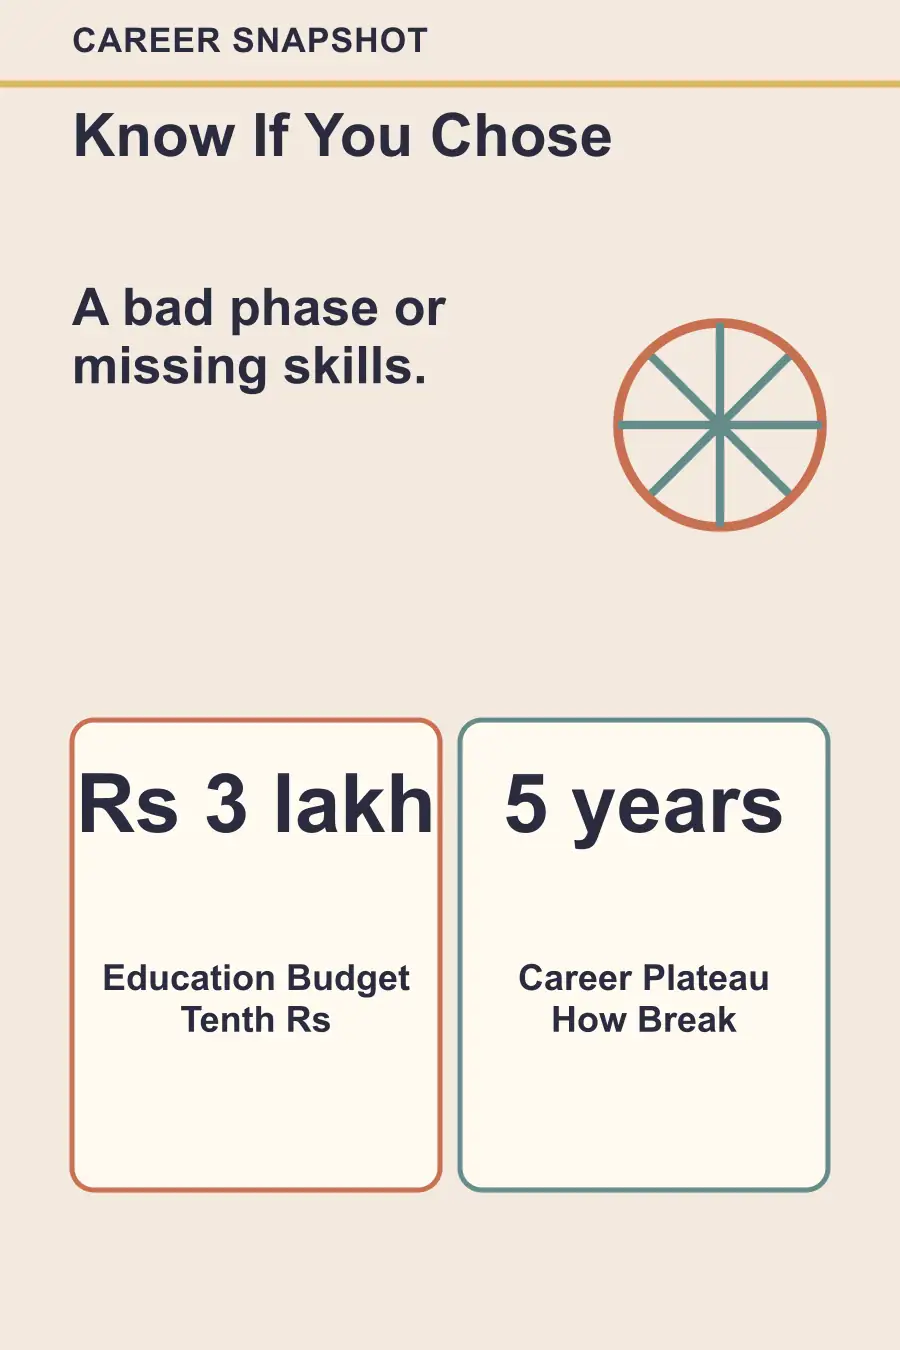 CAREER SNAPSHOT
Know If You Chose
A bad phase or
missing skills.
Rs 3 lakh
Education Budget
Tenth Rs
5 years
Career Plateau
How Break